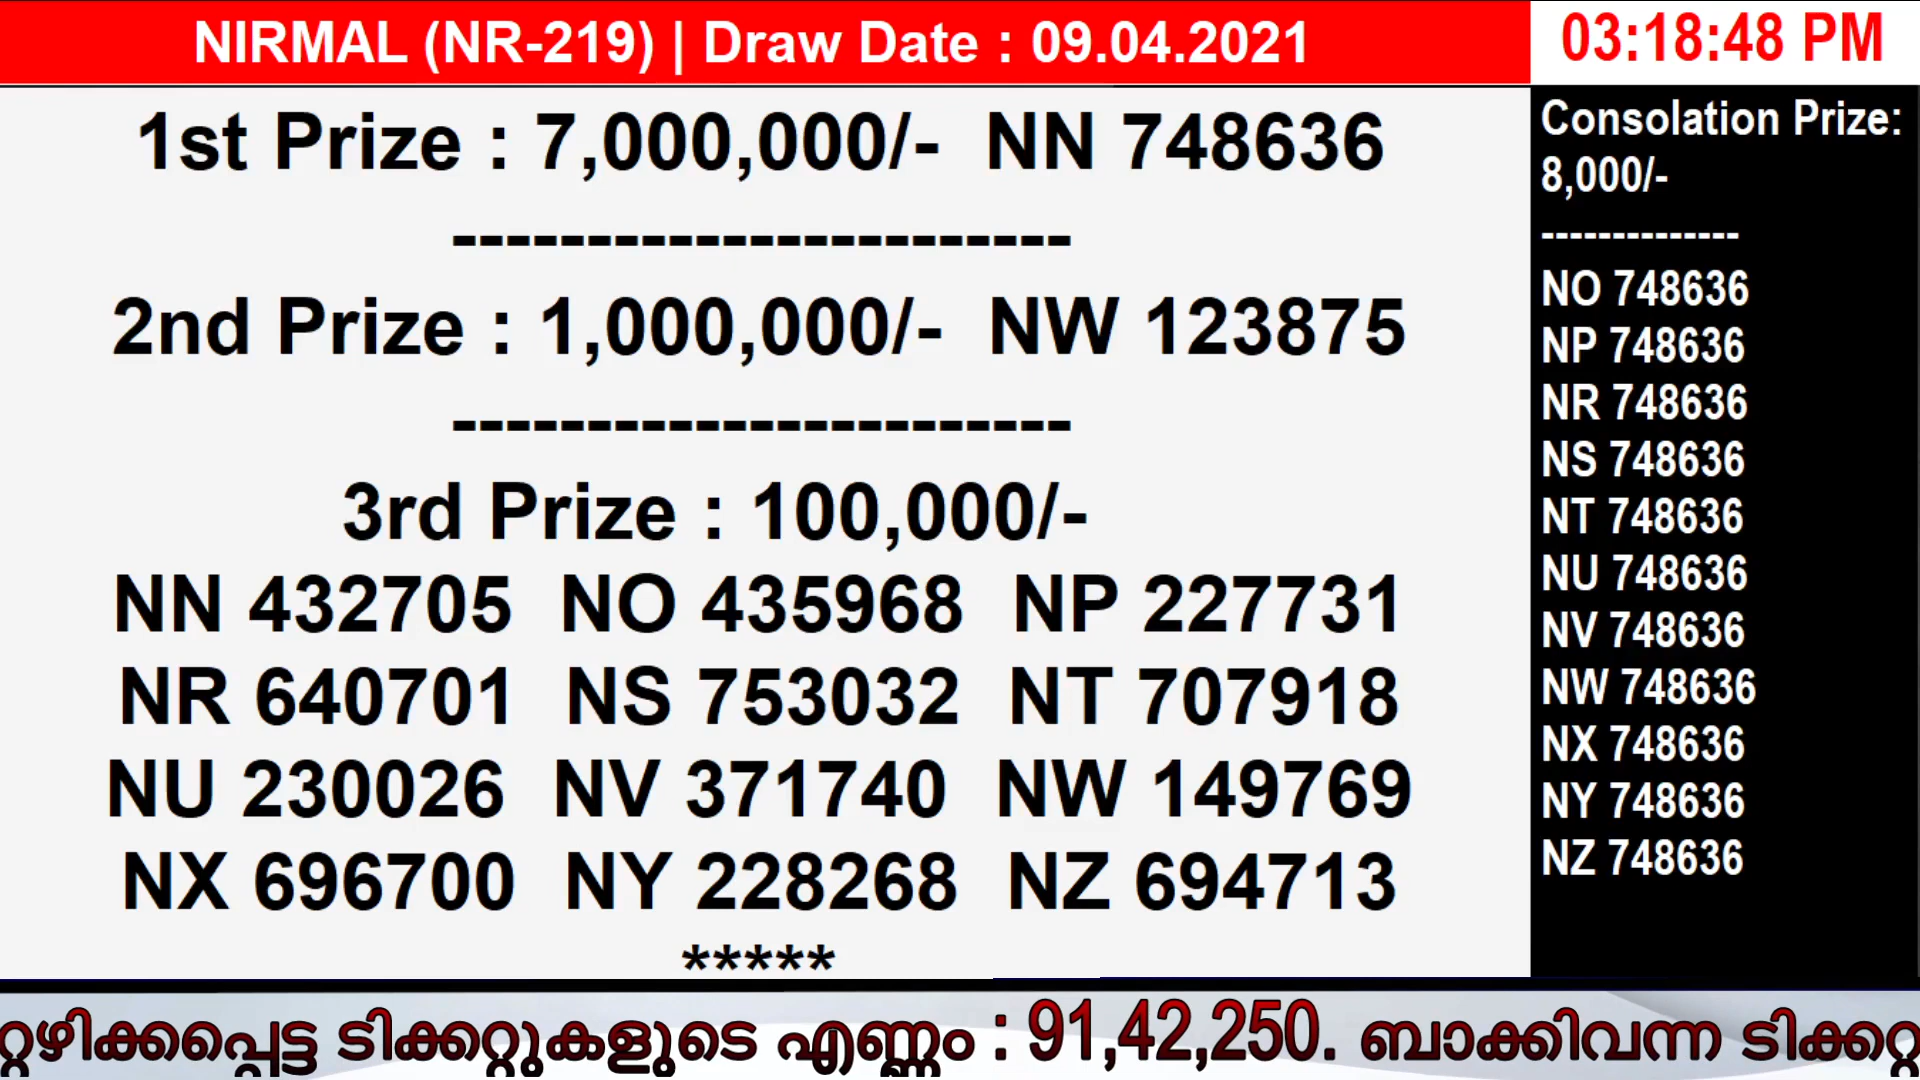 NIRMAL (NR-219) | Draw Date : 09.04.2021
03:18:48 PM
1st Prize : 7,000,000/- NN 748636
-----------------------
2nd Prize : 1,000,000/- NW 123875
-----------------------
3rd Prize : 100,000/-
NN 432705 NO 435968 NP 227731
NR 640701 NS 753032 NT 707918
NU 230026 NV 371740 NW 149769
NX 696700 NY 228268 NZ 694713
*****
Consolation Prize:
8,000/-
--------------
NO 748636
NP 748636
NR 748636
NS 748636
NT 748636
NU 748636
NV 748636
NW 748636
NX 748636
NY 748636
NZ 748636
ടിക്കറ്റുകളുടെ എണ്ണം : 91,42,250. ബാക്കിവന്ന